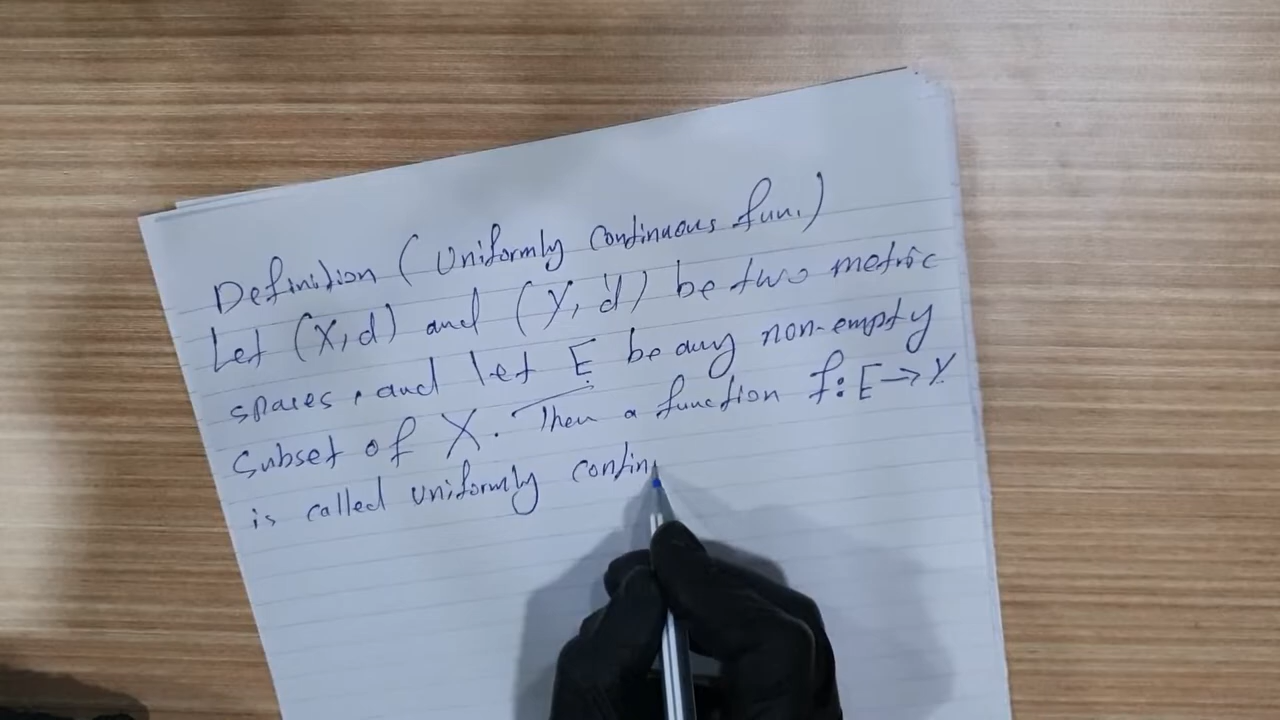 Definition ( Uniformly Continuous fun. )
Let (X, d) and (Y, d') be two metric
spaces, and let E be any non-empty
subset of X. Then a function f: E → Y
is called uniformly contin